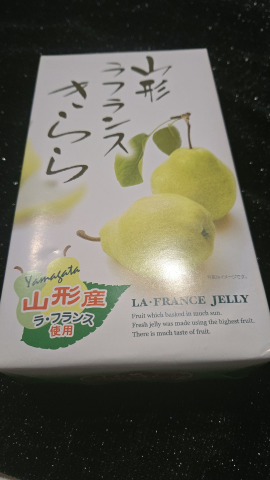 山形
ラフランス
きらら
Yamagata
山形産
ラ・フランス
使用
LA・FRANCE JELLY
Fruit which basked in much sun.
Fresh jelly was made using the highest fruit.
There is much taste of fruit.